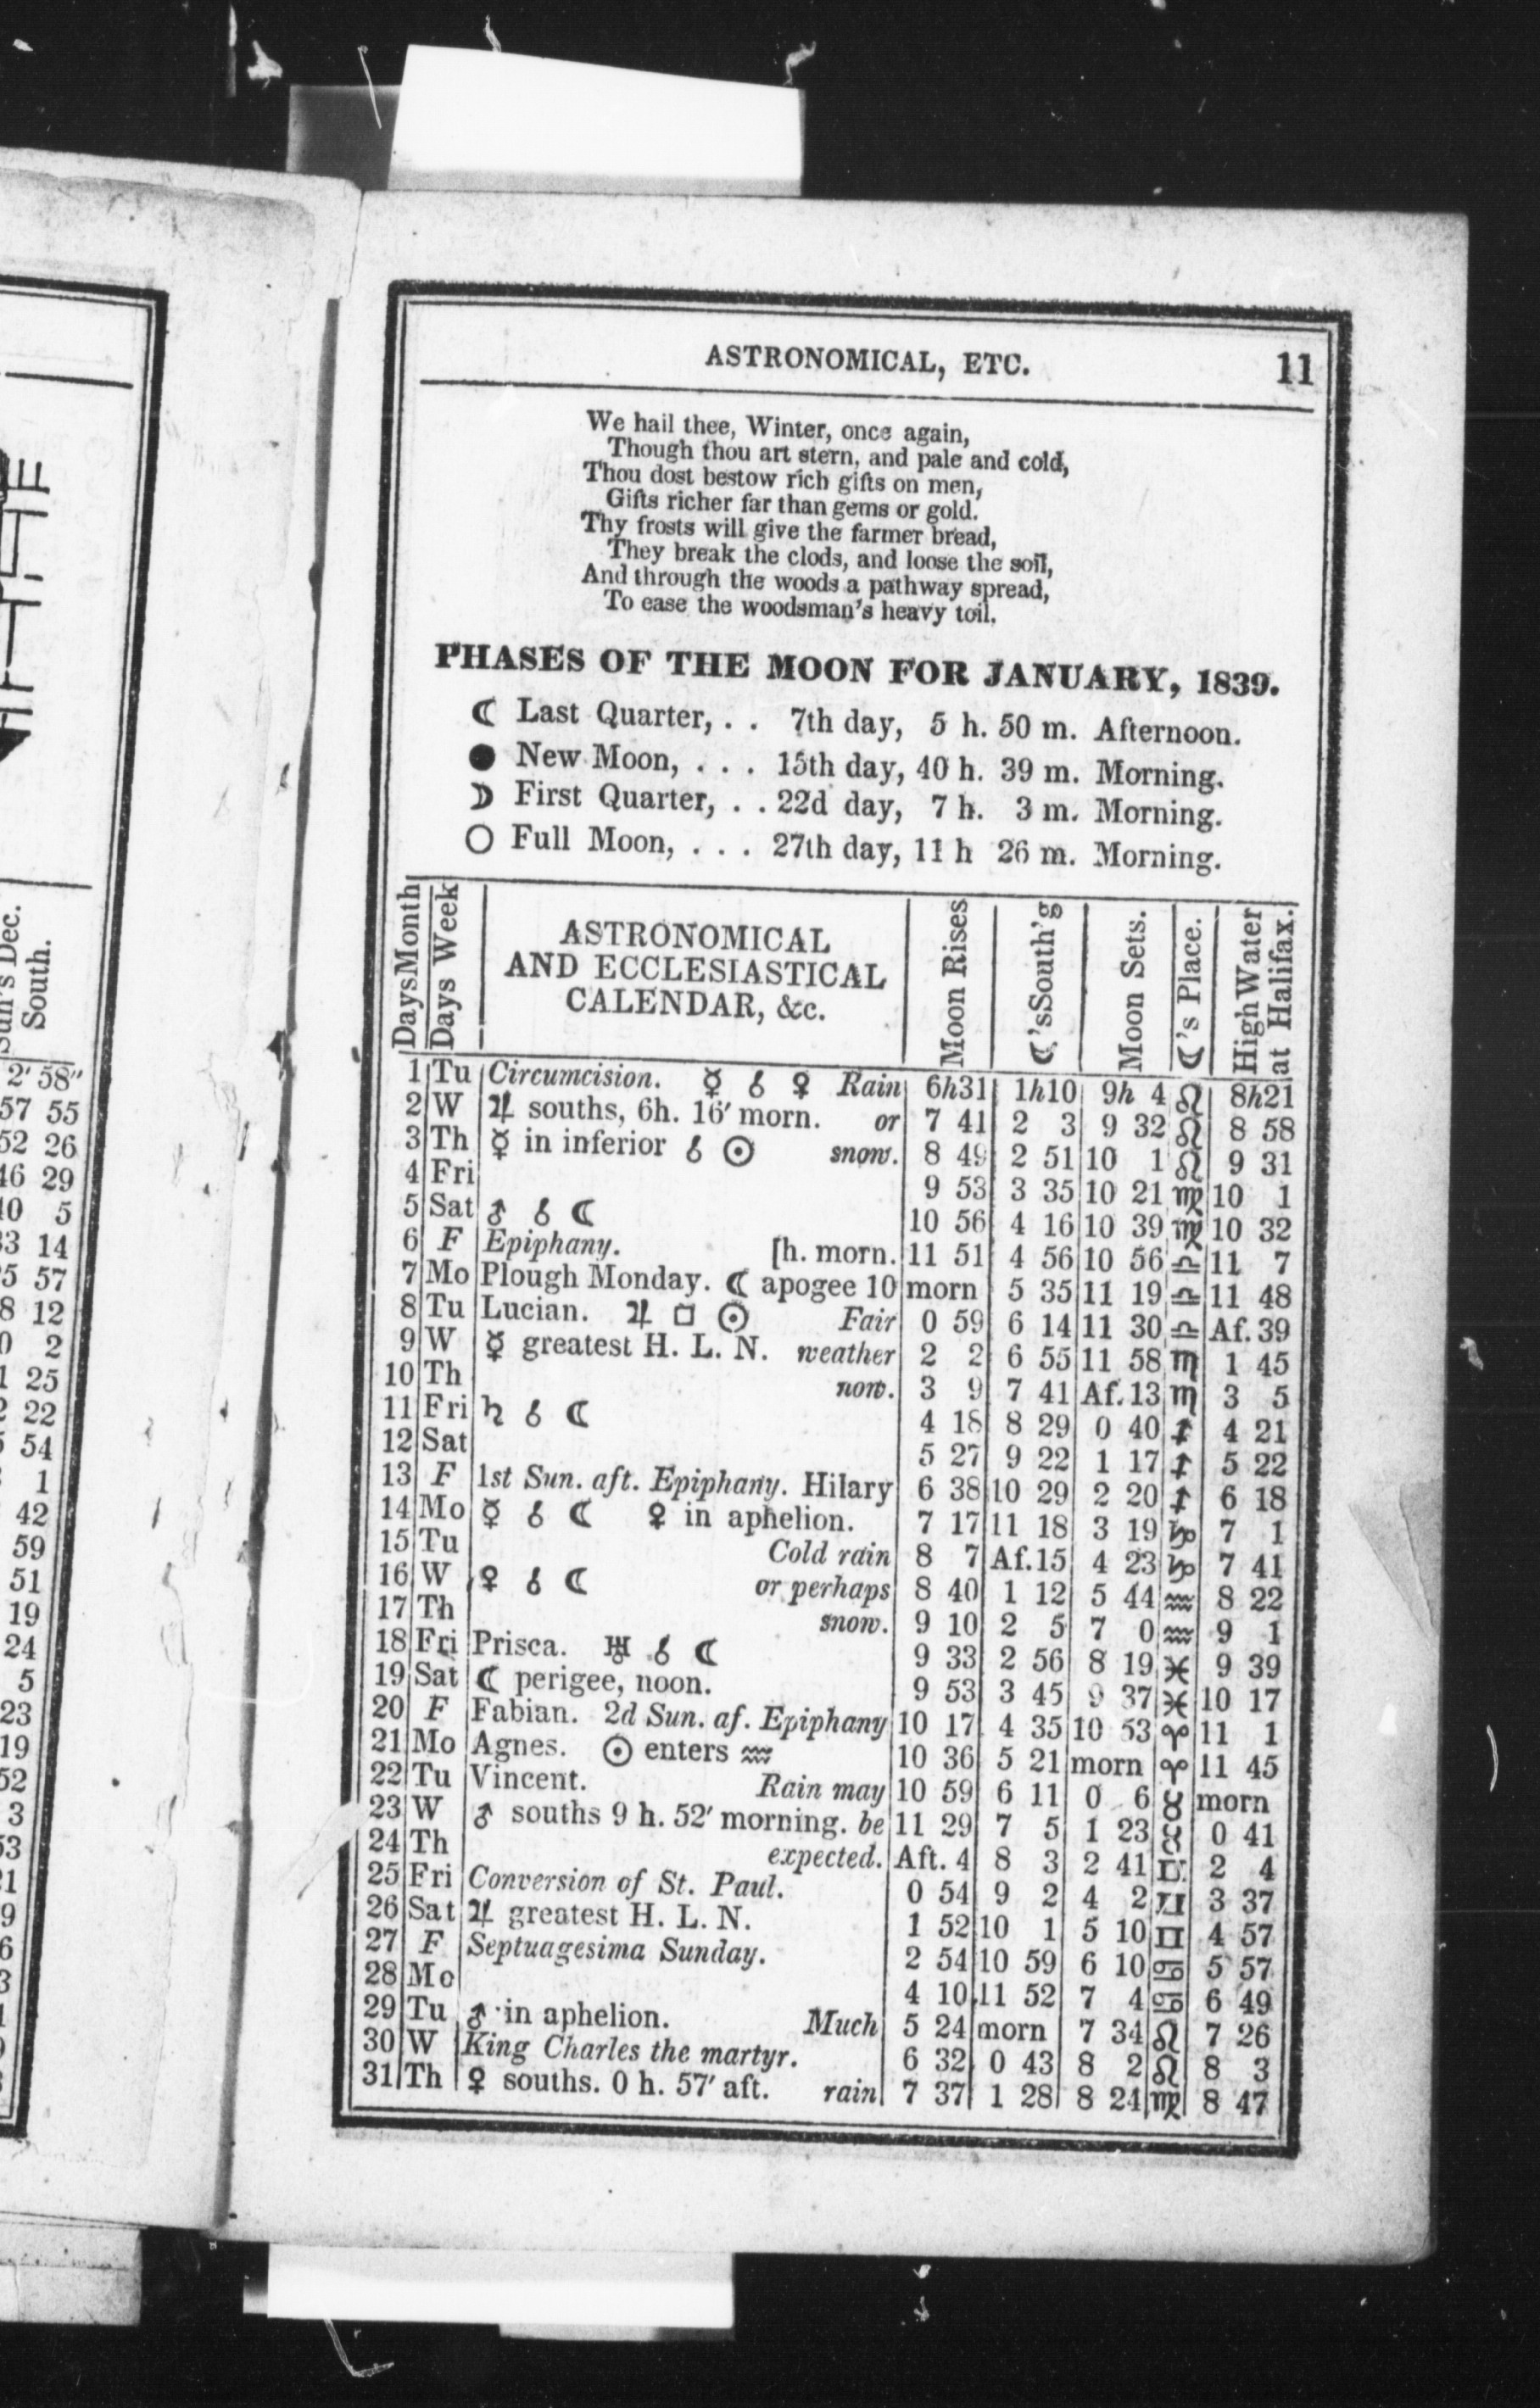 ASTRONOMICAL, ETC. 11
We hail thee, Winter, once again,
Though thou art stern, and pale and cold,
Thou dost bestow rich gifts on men,
Gifts richer far than gems or gold.
Thy frosts will give the farmer bread,
They break the clods, and loose the soil,
And through the woods a pathway spread,
To ease the woodsman's heavy toil.
PHASES OF THE MOON FOR JANUARY, 1839.
☾ Last Quarter, . . 7th day, 5 h. 50 m. Afternoon.
● New Moon, . . . 15th day, 40 h. 39 m. Morning.
☽ First Quarter, . . 22d day, 7 h. 3 m. Morning.
○ Full Moon, . . . 27th day, 11 h 26 m. Morning.
DaysMonth Days Week ASTRONOMICAL AND ECCLESIASTICAL CALENDAR, &c. Moon Rises ☾'sSouth'g Moon Sets. ☾'s Place. High Water at Halifax.
1 Tu Circumcision. ☿ ☌ ♀ Rain 6h31 1h10 9h 4 ♌ 8h21
2 W ♃ souths, 6h. 16' morn. or 7 41 2 3 9 32 ♌ 8 58
3 Th ☿ in inferior ☌ ☉ snow. 8 49 2 51 10 1 ♌ 9 31
4 Fri 9 53 3 35 10 21 ♍ 10 1
5 Sat ♂ ☌ ☾ 10 56 4 16 10 39 ♍ 10 32
6 F Epiphany. [h. morn. 11 51 4 56 10 56 ♎ 11 7
7 Mo Plough Monday. ☾ apogee 10 morn 5 35 11 19 ♎ 11 48
8 Tu Lucian. ♃ □ ☉ Fair 0 59 6 14 11 30 ♎ Af. 39
9 W ☿ greatest H. L. N. weather 2 2 6 55 11 58 ♏ 1 45
10 Th now. 3 9 7 41 Af. 13 ♏ 3 5
11 Fri ♄ ☌ ☾ 4 18 8 29 0 40 ♐ 4 21
12 Sat 5 27 9 22 1 17 ♐ 5 22
13 F 1st Sun. aft. Epiphany. Hilary 6 38 10 29 2 20 ♐ 6 18
14 Mo ☿ ☌ ☾ ♀ in aphelion. 7 17 11 18 3 19 ♑ 7 1
15 Tu Cold rain 8 7 Af. 15 4 23 ♑ 7 41
16 W ♀ ☌ ☾ or perhaps 8 40 1 12 5 44 ♒ 8 22
17 Th snow. 9 10 2 5 7 0 ♒ 9 1
18 Fri Prisca. ♅ ☌ ☾ 9 33 2 56 8 19 ♓ 9 39
19 Sat ☾ perigee, noon. 9 53 3 45 9 37 ♓ 10 17
20 F Fabian. 2d Sun. af. Epiphany 10 17 4 35 10 53 ♈ 11 1
21 Mo Agnes. ☉ enters ♒ 10 36 5 21 morn ♈ 11 45
22 Tu Vincent. Rain may 10 59 6 11 0 6 ♉ morn
23 W ♂ souths 9 h. 52' morning. be 11 29 7 5 1 23 ♉ 0 41
24 Th expected. Aft. 4 8 3 2 41 ♊ 2 4
25 Fri Conversion of St. Paul. 0 54 9 2 4 2 ♊ 3 37
26 Sat ♃ greatest H. L. N. 1 52 10 1 5 10 ♊ 4 57
27 F Septuagesima Sunday. 2 54 10 59 6 10 ♋ 5 57
28 Mo 4 10 11 52 7 4 ♋ 6 49
29 Tu ♂ in aphelion. Much 5 24 morn 7 34 ♌ 7 26
30 W King Charles the martyr. 6 32 0 43 8 2 ♌ 8 3
31 Th ♀ souths. 0 h. 57' aft. rain 7 37 1 28 8 24 ♍ 8 47